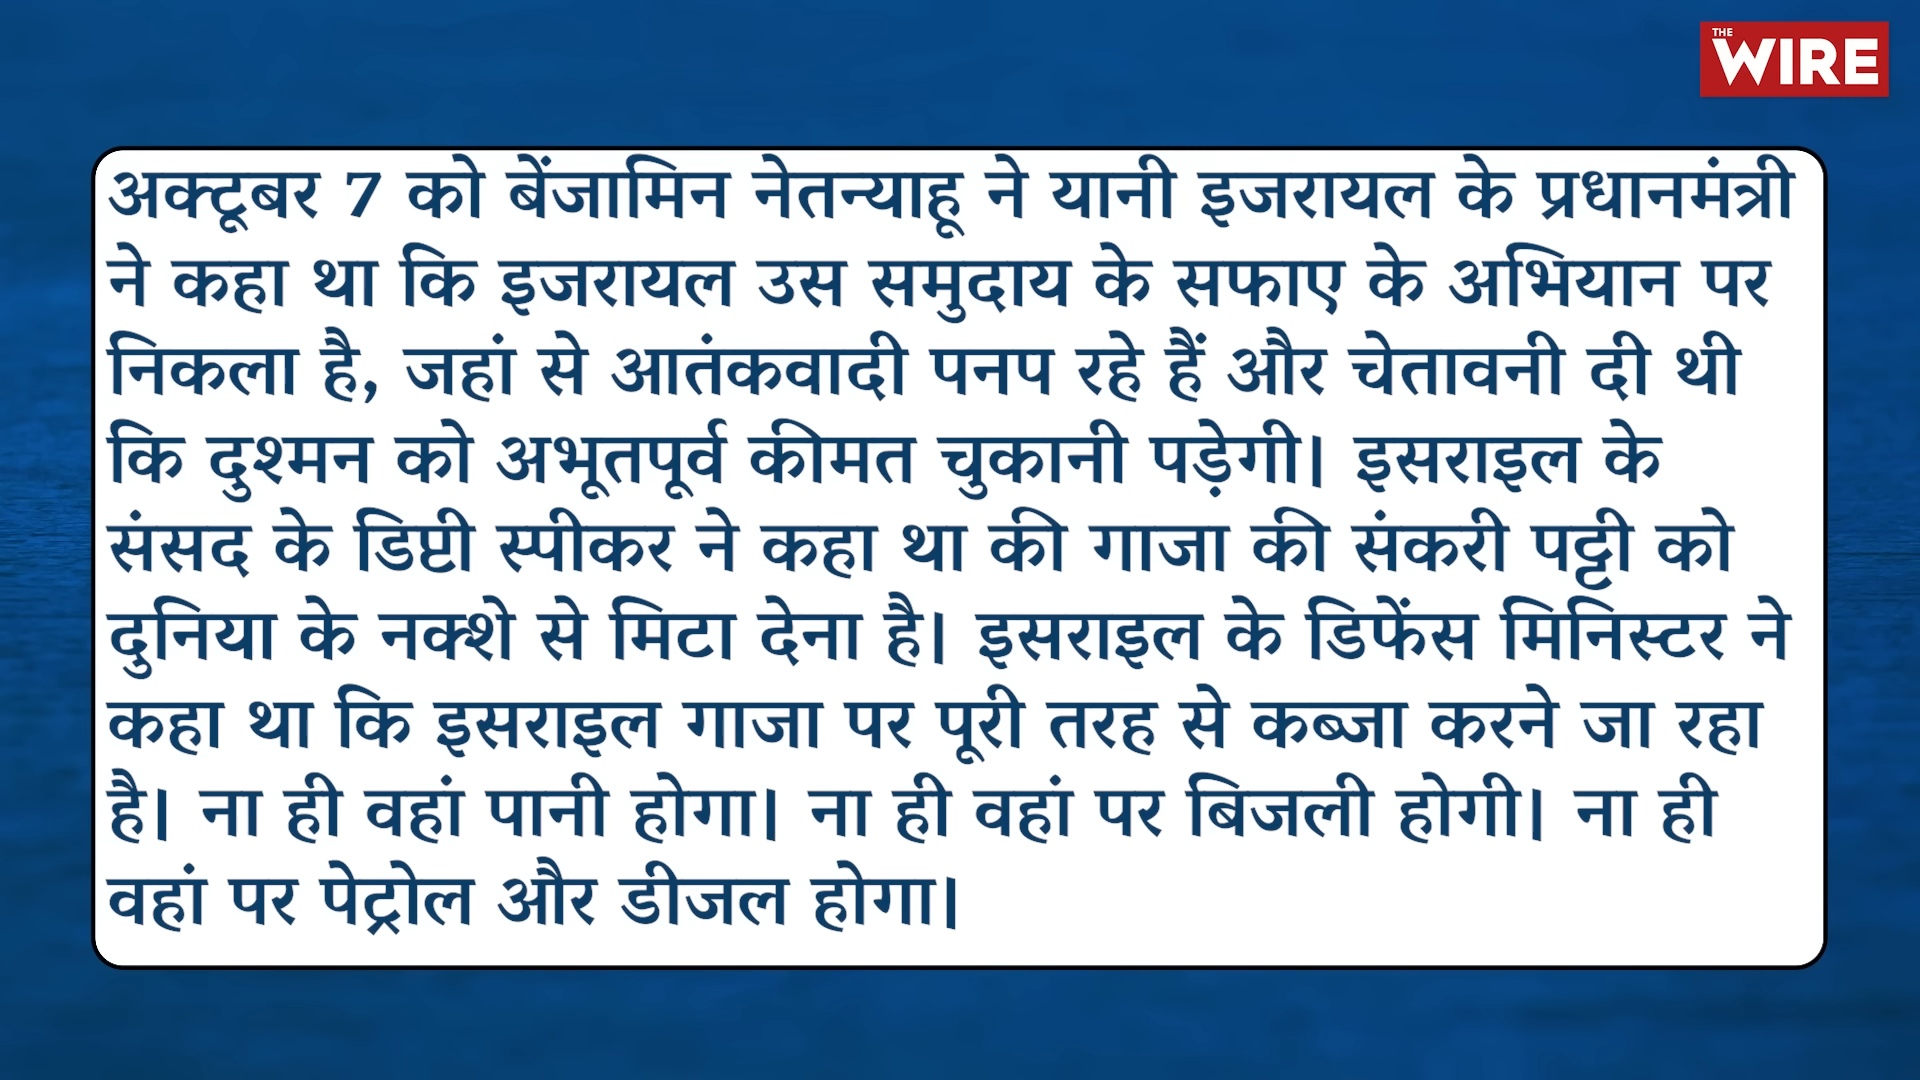 THE
WIRE
अक्टूबर 7 को बेंजामिन नेतन्याहू ने यानी इजरायल के प्रधानमंत्री
ने कहा था कि इजरायल उस समुदाय के सफाए के अभियान पर
निकला है, जहां से आतंकवादी पनप रहे हैं और चेतावनी दी थी
कि दुश्मन को अभूतपूर्व कीमत चुकानी पड़ेगी। इसराइल के
संसद के डिप्टी स्पीकर ने कहा था की गाजा की संकरी पट्टी को
दुनिया के नक्शे से मिटा देना है। इसराइल के डिफेंस मिनिस्टर ने
कहा था कि इसराइल गाजा पर पूरी तरह से कब्जा करने जा रहा
है। ना ही वहां पानी होगा। ना ही वहां पर बिजली होगी। ना ही
वहां पर पेट्रोल और डीजल होगा।